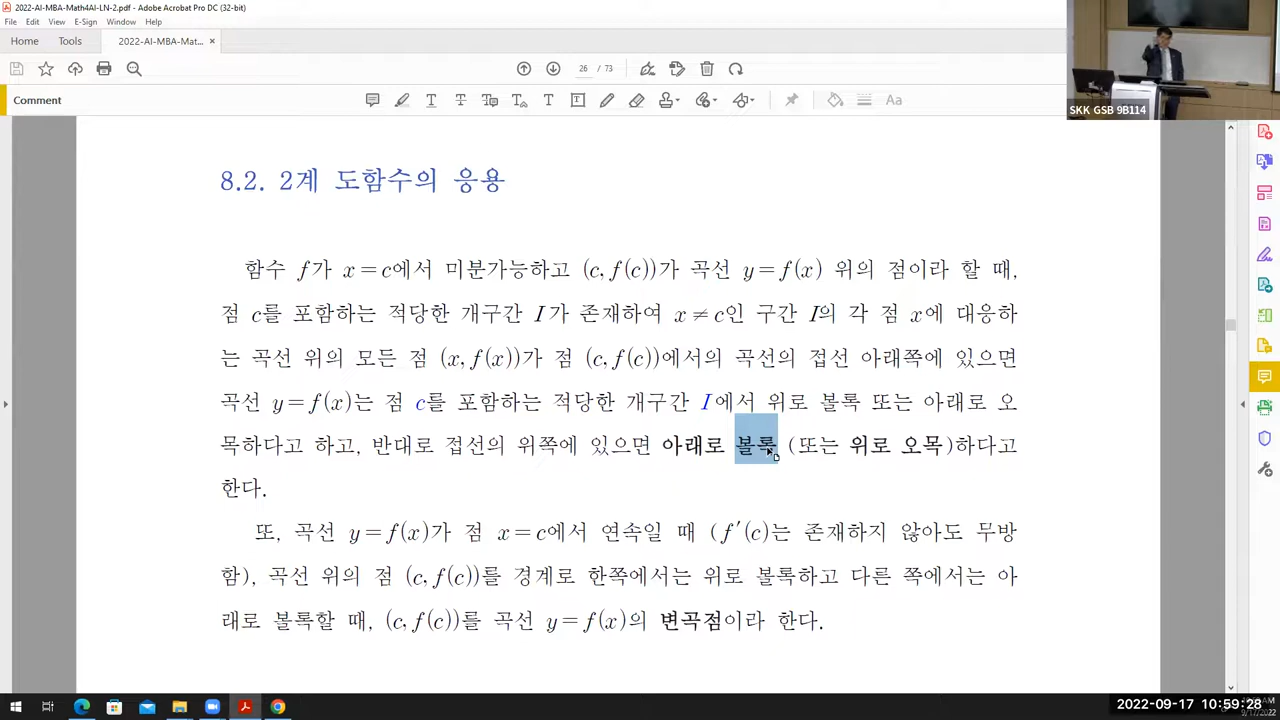 2022-AI-MBA-Math4AI-LN-2.pdf - Adobe Acrobat Pro DC (32-bit)
File Edit View E-Sign Window Help
Home Tools 2022-AI-MBA-Mat... ×
26 / 73
Comment
SKK GSB 9B114
8.2. 2계 도함수의 응용
함수 f가 x=c에서 미분가능하고 (c, f(c))가 곡선 y=f(x) 위의 점이라 할 때,
점 c를 포함하는 적당한 개구간 I가 존재하여 x≠c인 구간 I의 각 점 x에 대응하
는 곡선 위의 모든 점 (x, f(x))가 점 (c, f(c))에서의 곡선의 접선 아래쪽에 있으면
곡선 y=f(x)는 점 c를 포함하는 적당한 개구간 I에서 위로 볼록 또는 아래로 오
목하다고 하고, 반대로 접선의 위쪽에 있으면 아래로 볼록 (또는 위로 오목)하다고
한다.
또, 곡선 y=f(x)가 점 x=c에서 연속일 때 (f′(c)는 존재하지 않아도 무방
함), 곡선 위의 점 (c, f(c))를 경계로 한쪽에서는 위로 볼록하고 다른 쪽에서는 아
래로 볼록할 때, (c, f(c))를 곡선 y=f(x)의 변곡점이라 한다.
2022-09-17 10:59:28